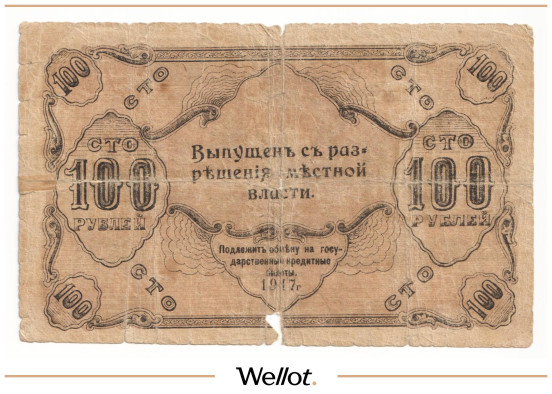 100
СТО
СТО
100
СТО
100
РУБЛЕЙ
Выпущенъ съ раз=
рѣшенія мѣстной
власти.
СТО
100
РУБЛЕЙ
Подлежитъ обмѣну на госу-
дарственные кредитные
билеты.
1917г
100
СТО
СТО
100
Wellot.